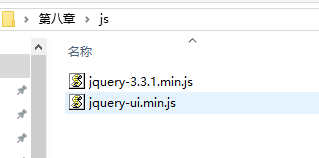 第八章 > js
名称
jquery-3.3.1.min.js
jquery-ui.min.js